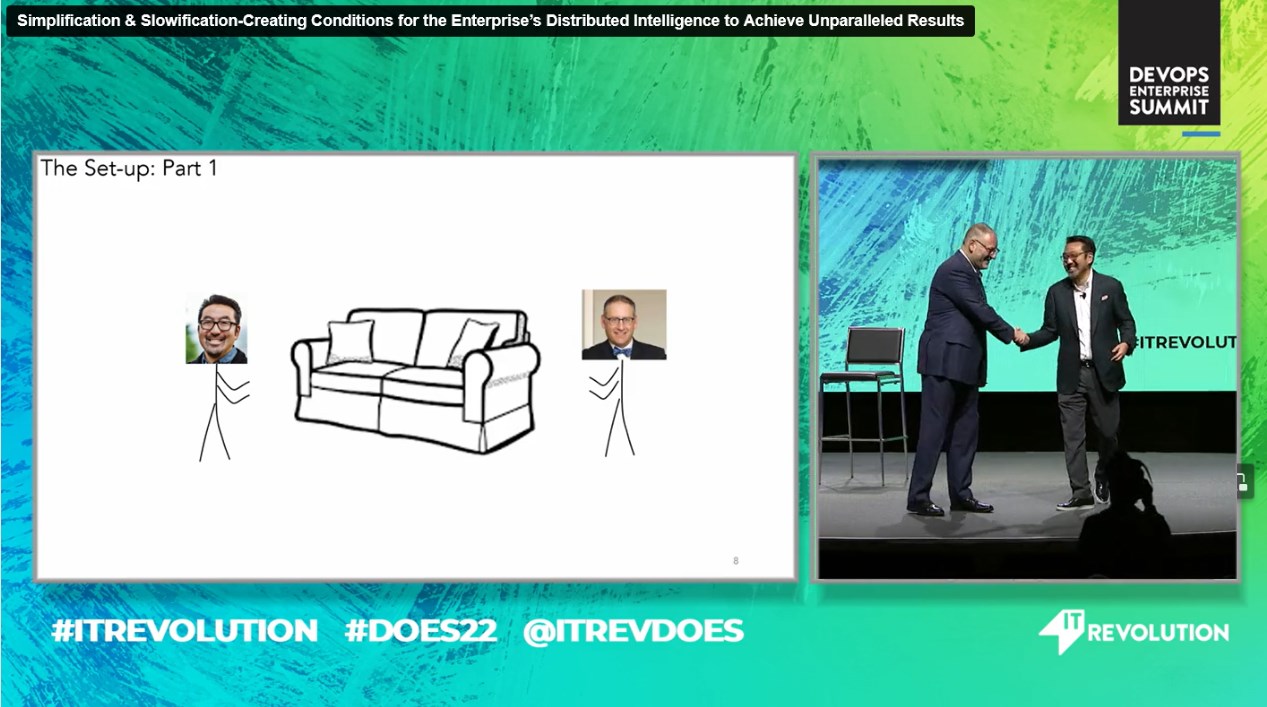 Simplification & Slowification-Creating Conditions for the Enterprise's Distributed Intelligence to Achieve Unparalleled Results
DEVOPS
ENTERPRISE
SUMMIT
The Set-up: Part 1
#ITREVOLUT
8
#ITREVOLUTION #DOES22 @ITREVDOES
IT
REVOLUTION